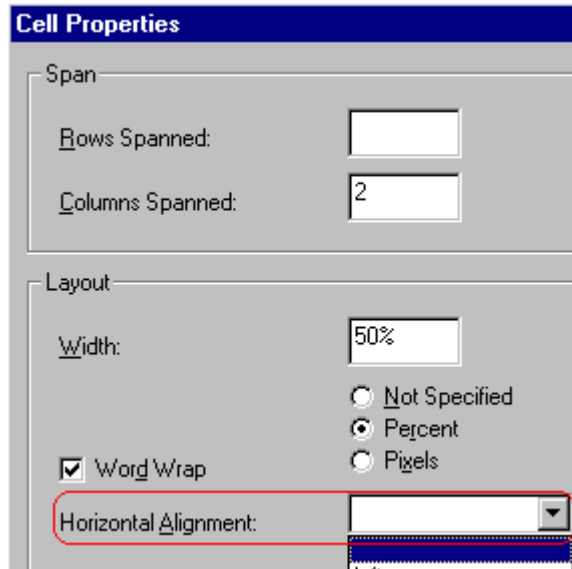 Cell Properties
Span
Rows Spanned:
Columns Spanned: 2
Layout
Width: 50%
Not Specified
Percent
Word Wrap Pixels
Horizontal Alignment: